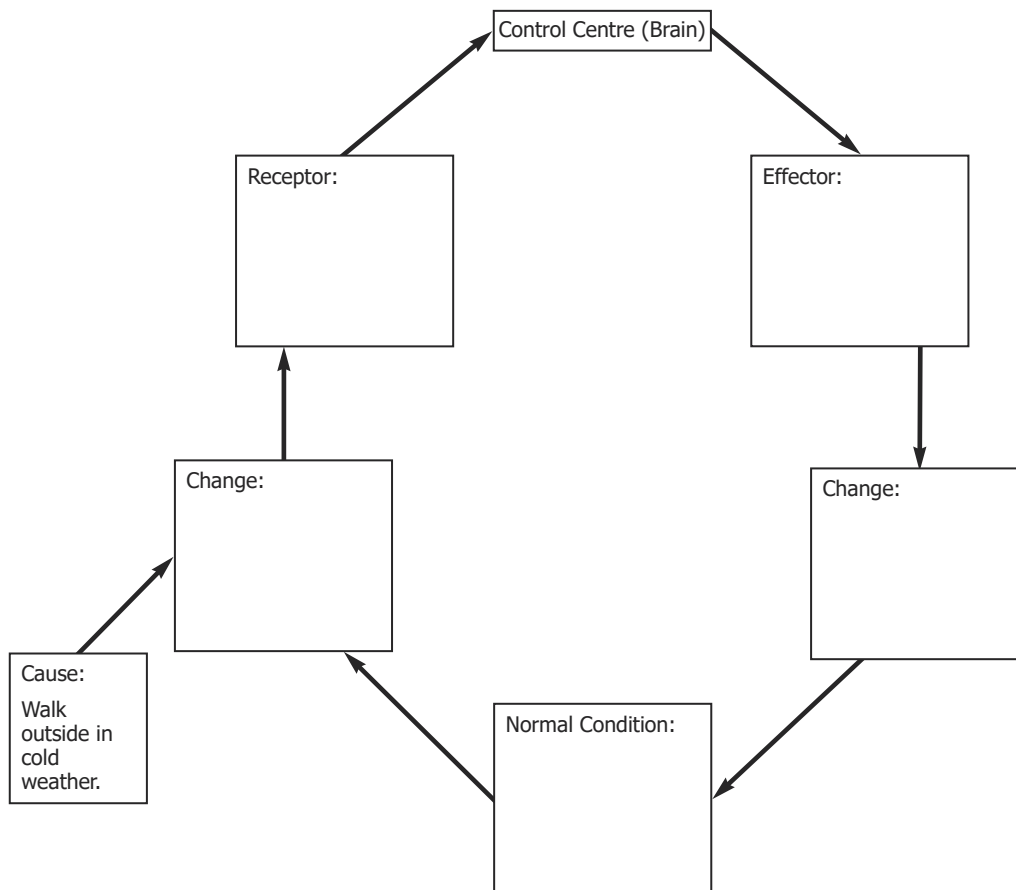 Control Centre (Brain)
Receptor:
Effector:
Change:
Change:
Cause:
Walk
outside in
cold
weather.
Normal Condition: